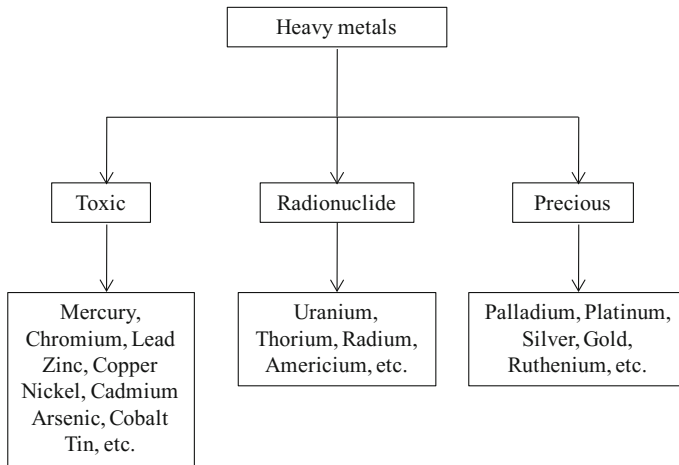 Heavy metals
Toxic
Radionuclide
Precious
Mercury,
Chromium, Lead
Zinc, Copper
Nickel, Cadmium
Arsenic, Cobalt
Tin, etc.
Uranium,
Thorium, Radium,
Americium, etc.
Palladium, Platinum,
Silver, Gold,
Ruthenium, etc.